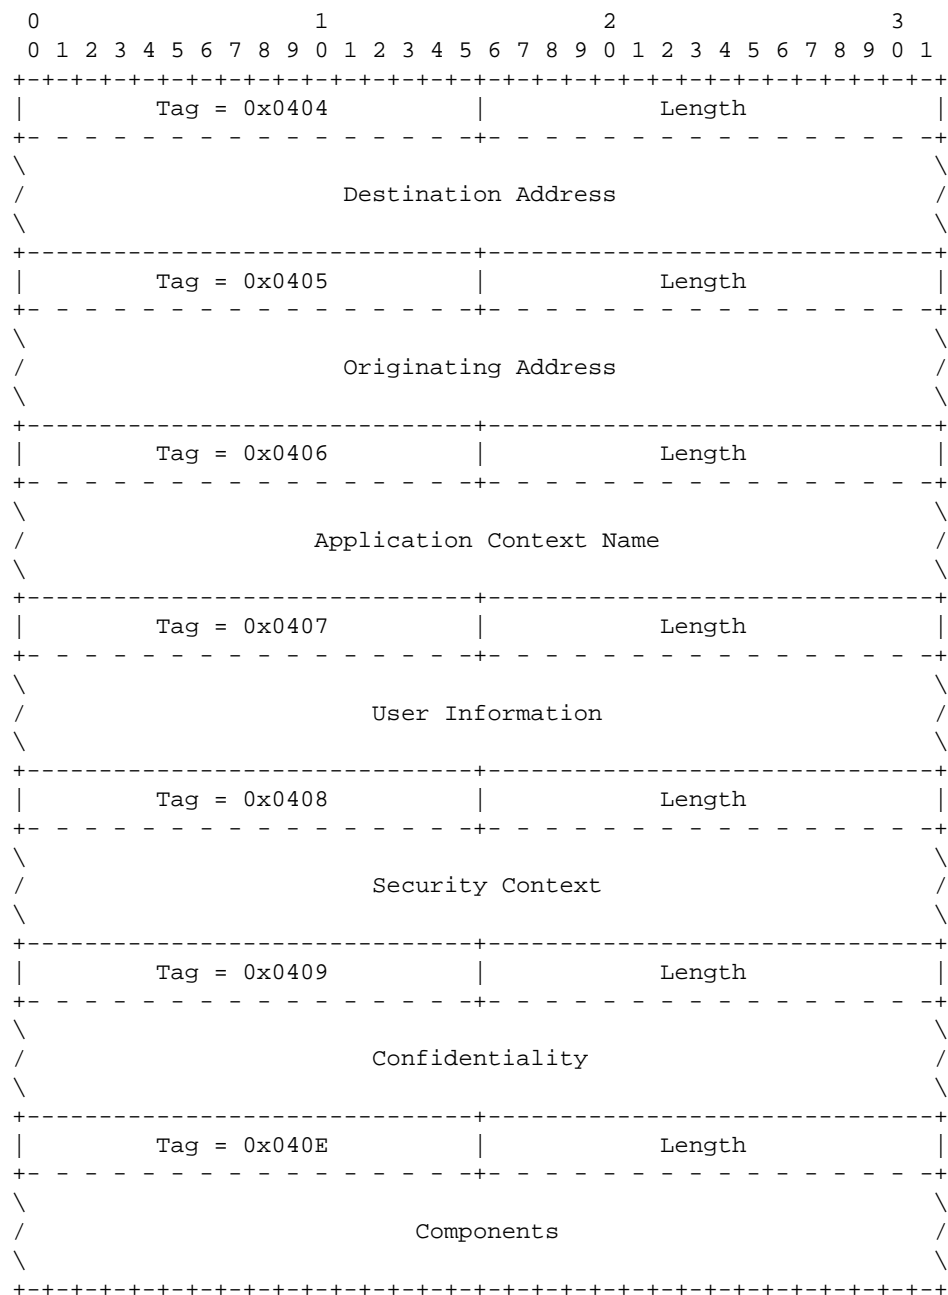 0                   1                   2                   3
 0 1 2 3 4 5 6 7 8 9 0 1 2 3 4 5 6 7 8 9 0 1 2 3 4 5 6 7 8 9 0 1
+-+-+-+-+-+-+-+-+-+-+-+-+-+-+-+-+-+-+-+-+-+-+-+-+-+-+-+-+-+-+-+-+
|         Tag = 0x0404          |            Length             |
+- - - - - - - - - - - - - - - -+- - - - - - - - - - - - - - - -+
\                                                               \
/                      Destination Address                      /
\                                                               \
+-------------------------------+-------------------------------+
|         Tag = 0x0405          |            Length             |
+- - - - - - - - - - - - - - - -+- - - - - - - - - - - - - - - -+
\                                                               \
/                      Originating Address                      /
\                                                               \
+-------------------------------+-------------------------------+
|         Tag = 0x0406          |            Length             |
+- - - - - - - - - - - - - - - -+- - - - - - - - - - - - - - - -+
\                                                               \
/                    Application Context Name                   /
\                                                               \
+-------------------------------+-------------------------------+
|         Tag = 0x0407          |            Length             |
+- - - - - - - - - - - - - - - -+- - - - - - - - - - - - - - - -+
\                                                               \
/                        User Information                       /
\                                                               \
+-------------------------------+-------------------------------+
|         Tag = 0x0408          |            Length             |
+- - - - - - - - - - - - - - - -+- - - - - - - - - - - - - - - -+
\                                                               \
/                        Security Context                       /
\                                                               \
+-------------------------------+-------------------------------+
|         Tag = 0x0409          |            Length             |
+- - - - - - - - - - - - - - - -+- - - - - - - - - - - - - - - -+
\                                                               \
/                        Confidentiality                        /
\                                                               \
+-------------------------------+-------------------------------+
|         Tag = 0x040E          |            Length             |
+- - - - - - - - - - - - - - - -+- - - - - - - - - - - - - - - -+
\                                                               \
/                           Components                          /
\                                                               \
+-+-+-+-+-+-+-+-+-+-+-+-+-+-+-+-+-+-+-+-+-+-+-+-+-+-+-+-+-+-+-+-+